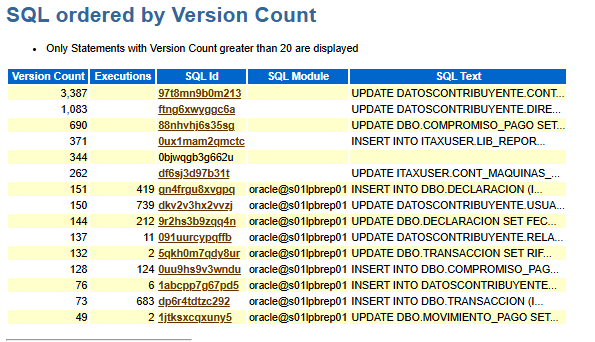 SQL ordered by Version Count
• Only Statements with Version Count greater than 20 are displayed
Version Count Executions SQL Id SQL Module SQL Text
3,387 97t8mn9b0m213 UPDATE DATOSCONTRIBUYENTE.CONT...
1,083 ftnq6xwyggc6a UPDATE DATOSCONTRIBUYENTE.DIRE...
690 88nhvhj6s35sg UPDATE DBO.COMPROMISO_PAGO SET...
371 0ux1mam2qmctc INSERT INTO ITAXUSER.LIB_REPOR...
344 0bjwqgb3g662u
262 df6sj3d97b31t UPDATE ITAXUSER.CONT_MAQUINAS_...
151 419 gn4frgu8xvgpq oracle@s01lpbrep01 INSERT INTO DBO.DECLARACION (I...
150 739 dkv2v3hx2vvzj oracle@s01lpbrep01 UPDATE DATOSCONTRIBUYENTE.USUA...
144 212 9r2hs3b9zqq4n oracle@s01lpbrep01 UPDATE DBO.DECLARACION SET FEC...
137 11 091uurcypqffb oracle@s01lpbrep01 UPDATE DATOSCONTRIBUYENTE.RELA...
132 2 5qkh0m7qdy8ur oracle@s01lpbrep01 UPDATE DBO.TRANSACCION SET RIF...
128 124 0uu9hs9v3wndu oracle@s01lpbrep01 INSERT INTO DBO.COMPROMISO_PAG...
76 6 1abcpp7g67pd5 oracle@s01lpbrep01 INSERT INTO DATOSCONTRIBUYENTE...
73 683 dp6r4tdtzc292 oracle@s01lpbrep01 INSERT INTO DBO.TRANSACCION (I...
49 2 1jtksxcqxuny5 oracle@s01lpbrep01 UPDATE DBO.MOVIMIENTO_PAGO SET...